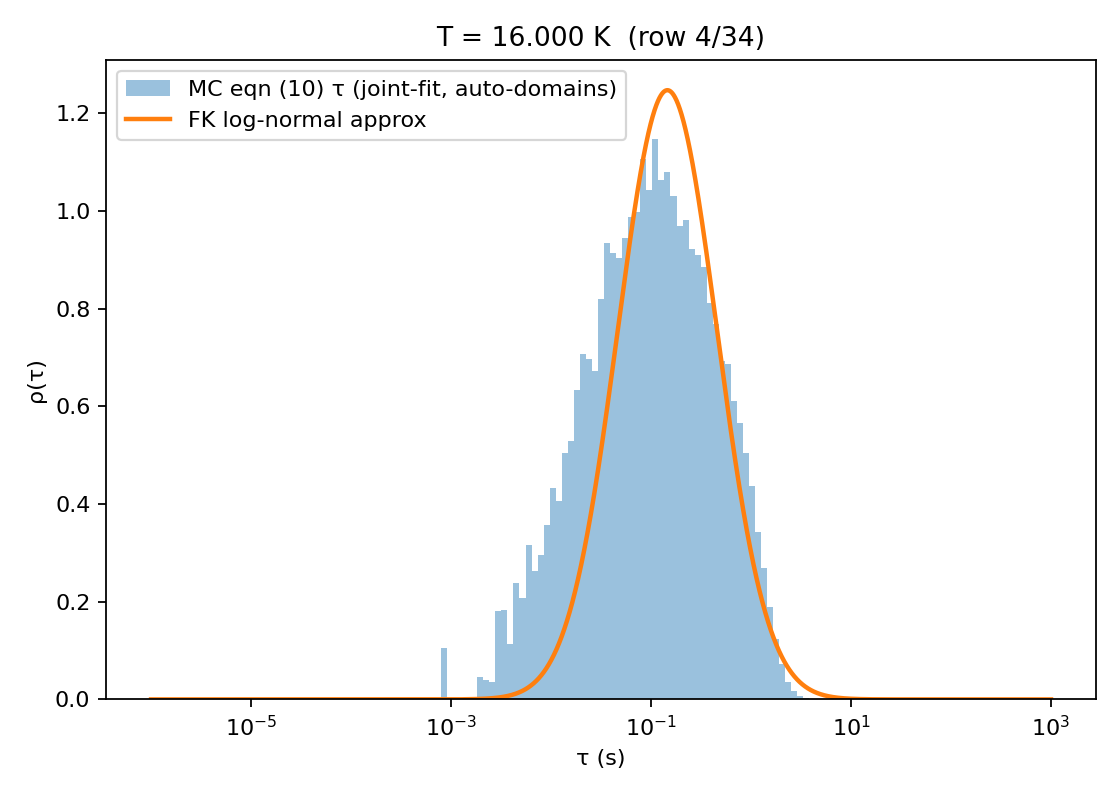 T = 16.000 K  (row 4/34)
MC eqn (10) τ (joint-fit, auto-domains)
FK log-normal approx
1.2
1.0
0.8
0.6
0.4
0.2
0.0
ρ(τ)
10⁻⁵ 10⁻³ 10⁻¹ 10¹ 10³
τ (s)